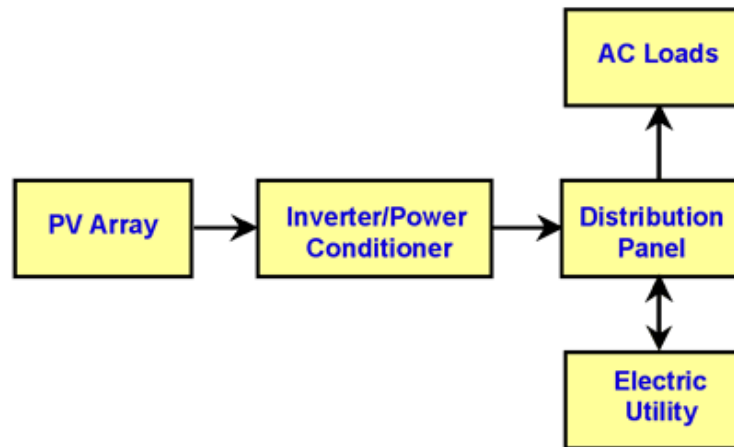 AC Loads
PV Array
Inverter/Power
Conditioner
Distribution
Panel
Electric
Utility